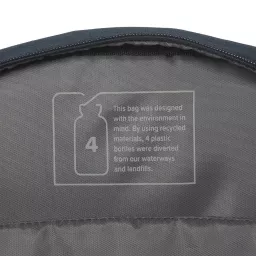 4
This bag was designed
with the environment in
mind. By using recycled
materials, 4 plastic
bottles were diverted
from our waterways
and landfills.